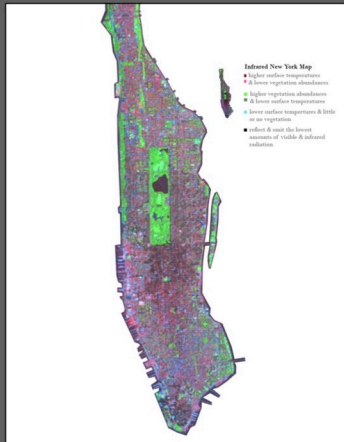 Infrared New York Map
higher surface temperatures
& lower vegetation abundances
higher vegetation abundances
& lower surface temperatures
lower surface tempertures & little
or no vegetation
reflect & emit the lowest
amounts of visible & infrared
radiation